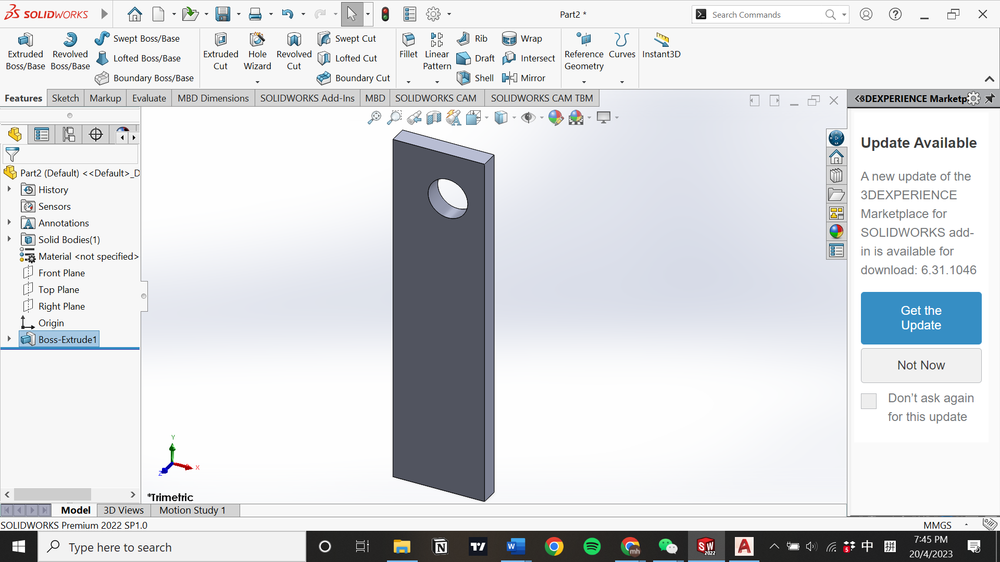 SOLIDWORKS
Part2 *
Search Commands
Extruded Boss/Base
Revolved Boss/Base
Swept Boss/Base
Lofted Boss/Base
Boundary Boss/Base
Extruded Cut
Hole Wizard
Revolved Cut
Swept Cut
Lofted Cut
Boundary Cut
Fillet
Linear Pattern
Rib
Draft
Shell
Wrap
Intersect
Mirror
Reference Geometry
Curves
Instant3D
Features
Sketch
Markup
Evaluate
MBD Dimensions
SOLIDWORKS Add-Ins
MBD
SOLIDWORKS CAM
SOLIDWORKS CAM TBM
Part2 (Default) <<Default>_D
History
Sensors
Annotations
Solid Bodies(1)
Material <not specified>
Front Plane
Top Plane
Right Plane
Origin
Boss-Extrude1
Y
X
Z
*Trimetric
3DEXPERIENCE Marketp
Update Available
A new update of the
3DEXPERIENCE
Marketplace for
SOLIDWORKS add-
in is available for
download: 6.31.1046
Get the
Update
Not Now
Don’t ask again
for this update
Model
3D Views
Motion Study 1
SOLIDWORKS Premium 2022 SP1.0
MMGS
Type here to search
W
mh
SW
2022
A
5
中
拼
7:45 PM
20/4/2023